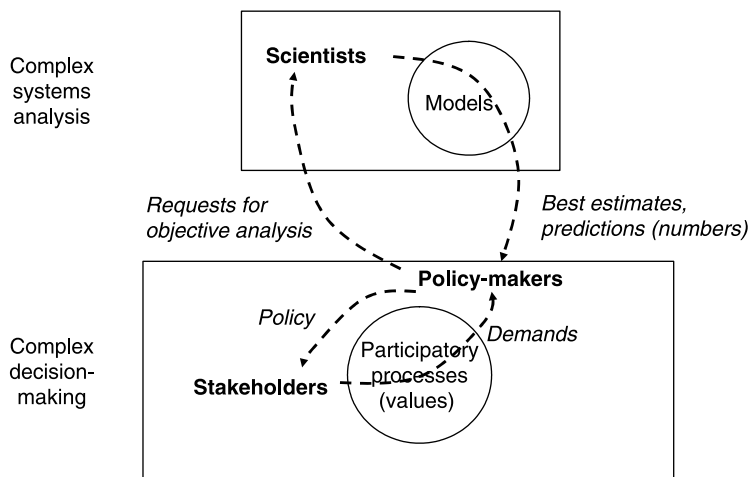 Complex
systems
analysis
Scientists
Models
Requests for
objective analysis
Best estimates,
predictions (numbers)
Complex
decision-
making
Policy-makers
Policy
Demands
Participatory
processes
(values)
Stakeholders